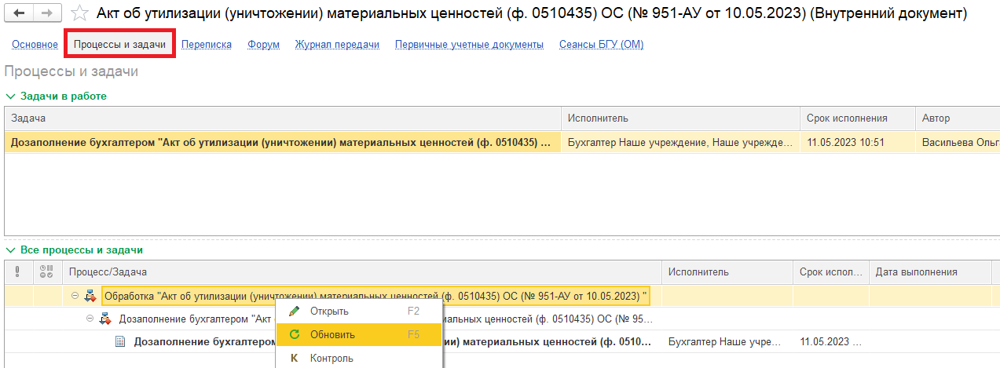 Акт об утилизации (уничтожении) материальных ценностей (ф. 0510435) ОС (№ 951-АУ от 10.05.2023) (Внутренний документ)
Основное Процессы и задачи Переписка Форум Журнал передачи Первичные учетные документы Сеансы БГУ (ОМ)
Процессы и задачи
Задачи в работе
Задача Исполнитель Срок исполнения Автор
Дозаполнение бухгалтером "Акт об утилизации (уничтожении) материальных ценностей (ф. 0510435) ... Бухгалтер Наше учреждение, Наше учрежде... 11.05.2023 10:51 Васильева Ольг
Все процессы и задачи
Процесс/Задача Исполнитель Срок испол... Дата выполнения
Обработка "Акт об утилизации (уничтожении) материальных ценностей (ф. 0510435) ОС (№ 951-АУ от 10.05.2023) "
Открыть F2
Дозаполнение бухгалтером "Акт альных ценностей (ф. 0510435) ОС (№ 95...
Обновить F5
Дозаполнение бухгалтером ии) материальных ценностей (ф. 0510... Бухгалтер Наше учре... 11.05.2023 ...
К Контроль